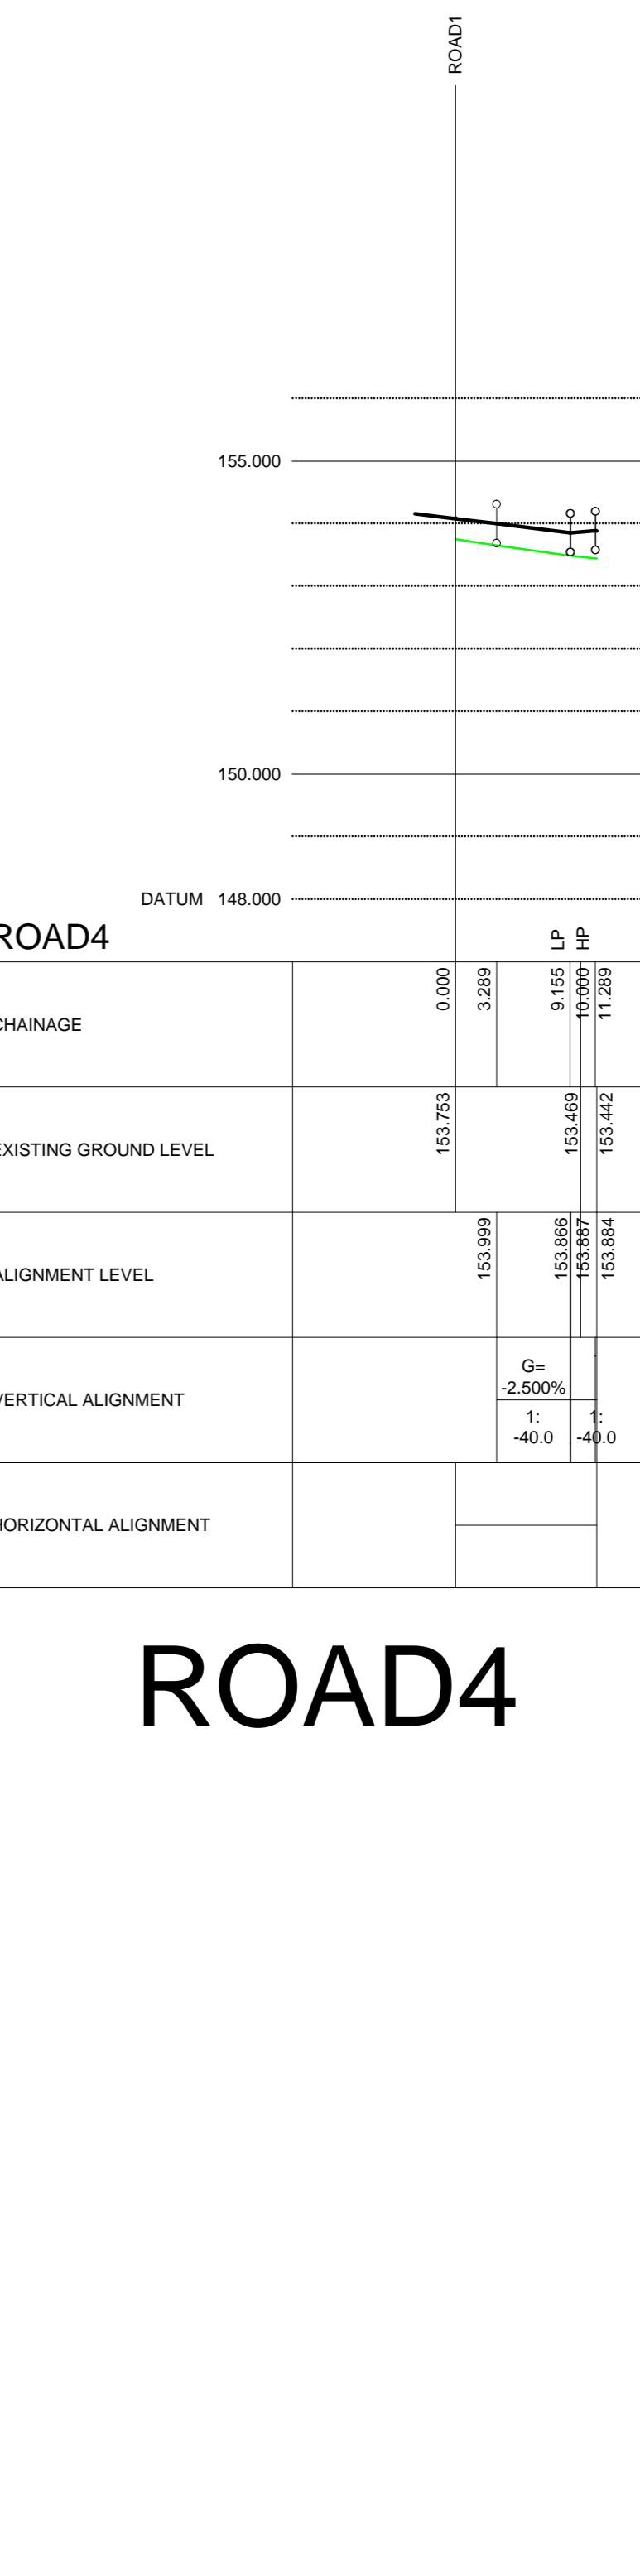 ROAD1
155.000
150.000
DATUM 148.000
ROAD4
LP
HP
CHAINAGE
0.000
3.289
9.155
10.000
11.289
EXISTING GROUND LEVEL
153.753
153.469
153.442
ALIGNMENT LEVEL
153.999
153.866
153.887
153.884
VERTICAL ALIGNMENT
G=
-2.500%
1:
-40.0
1:
-40.0
HORIZONTAL ALIGNMENT
ROAD4